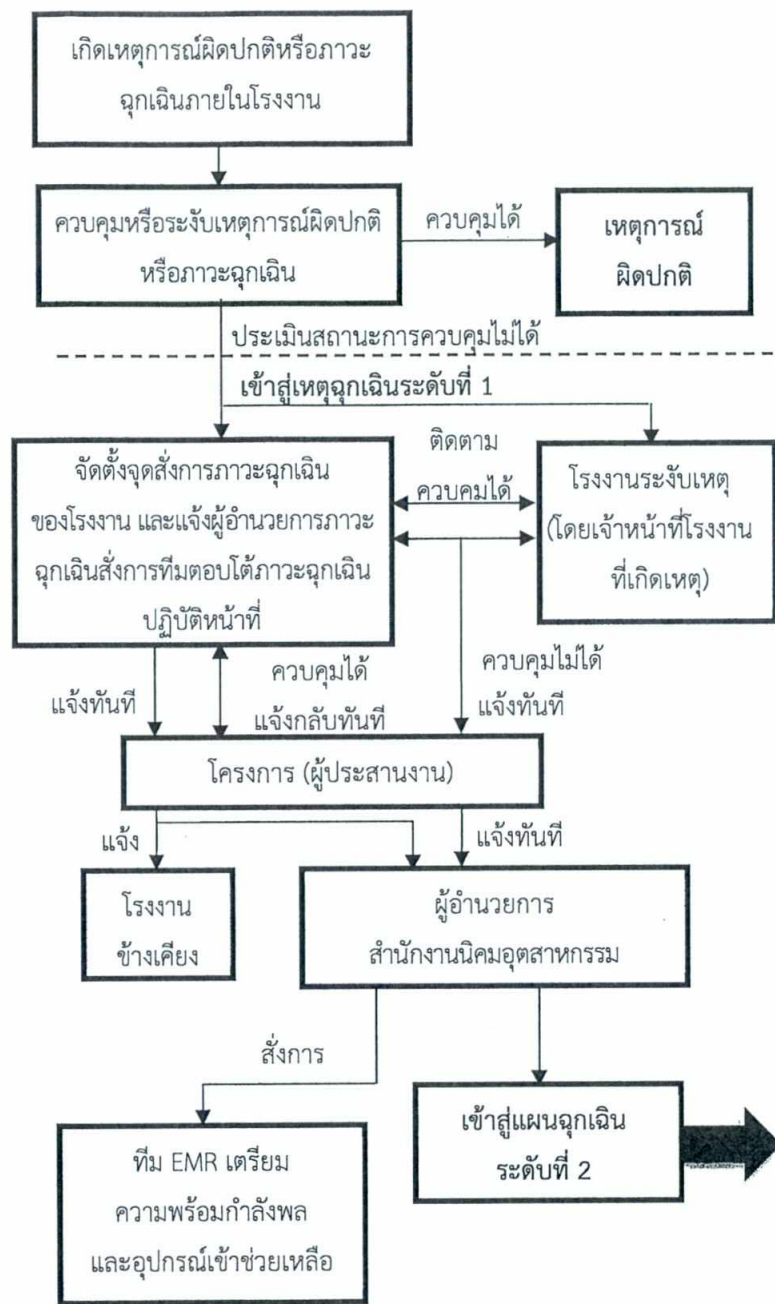 เกิดเหตุการณ์ผิดปกติหรือภาวะ
ฉุกเฉินภายในโรงงาน
ควบคุมหรือระงับเหตุการณ์ผิดปกติ
หรือภาวะฉุกเฉิน
ควบคุมได้
เหตุการณ์
ผิดปกติ
ประเมินสถานะการควบคุมไม่ได้
เข้าสู่เหตุฉุกเฉินระดับที่ 1
จัดตั้งจุดสั่งการภาวะฉุกเฉิน
ของโรงงาน และแจ้งผู้อำนวยการภาวะ
ฉุกเฉินสั่งการทีมตอบโต้ภาวะฉุกเฉิน
ปฏิบัติหน้าที่
ติดตาม
ควบคมได้
โรงงานระงับเหตุ
(โดยเจ้าหน้าที่โรงงาน
ที่เกิดเหตุ)
แจ้งทันที
ควบคุมได้
แจ้งกลับทันที
ควบคุมไม่ได้
แจ้งทันที
โครงการ (ผู้ประสานงาน)
แจ้ง
แจ้งทันที
โรงงาน
ข้างเคียง
ผู้อำนวยการ
สำนักงานนิคมอุตสาหกรรม
สั่งการ
ทีม EMR เตรียม
ความพร้อมกำลังพล
และอุปกรณ์เข้าช่วยเหลือ
เข้าสู่แผนฉุกเฉิน
ระดับที่ 2